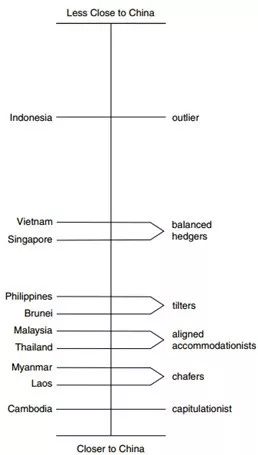 Less Close to China
Indonesia
outlier
Vietnam
Singapore
balanced
hedgers
Philippines
Brunei
tilters
Malaysia
Thailand
aligned
accommodationists
Myanmar
Laos
chafers
Cambodia
capitulationist
Closer to China